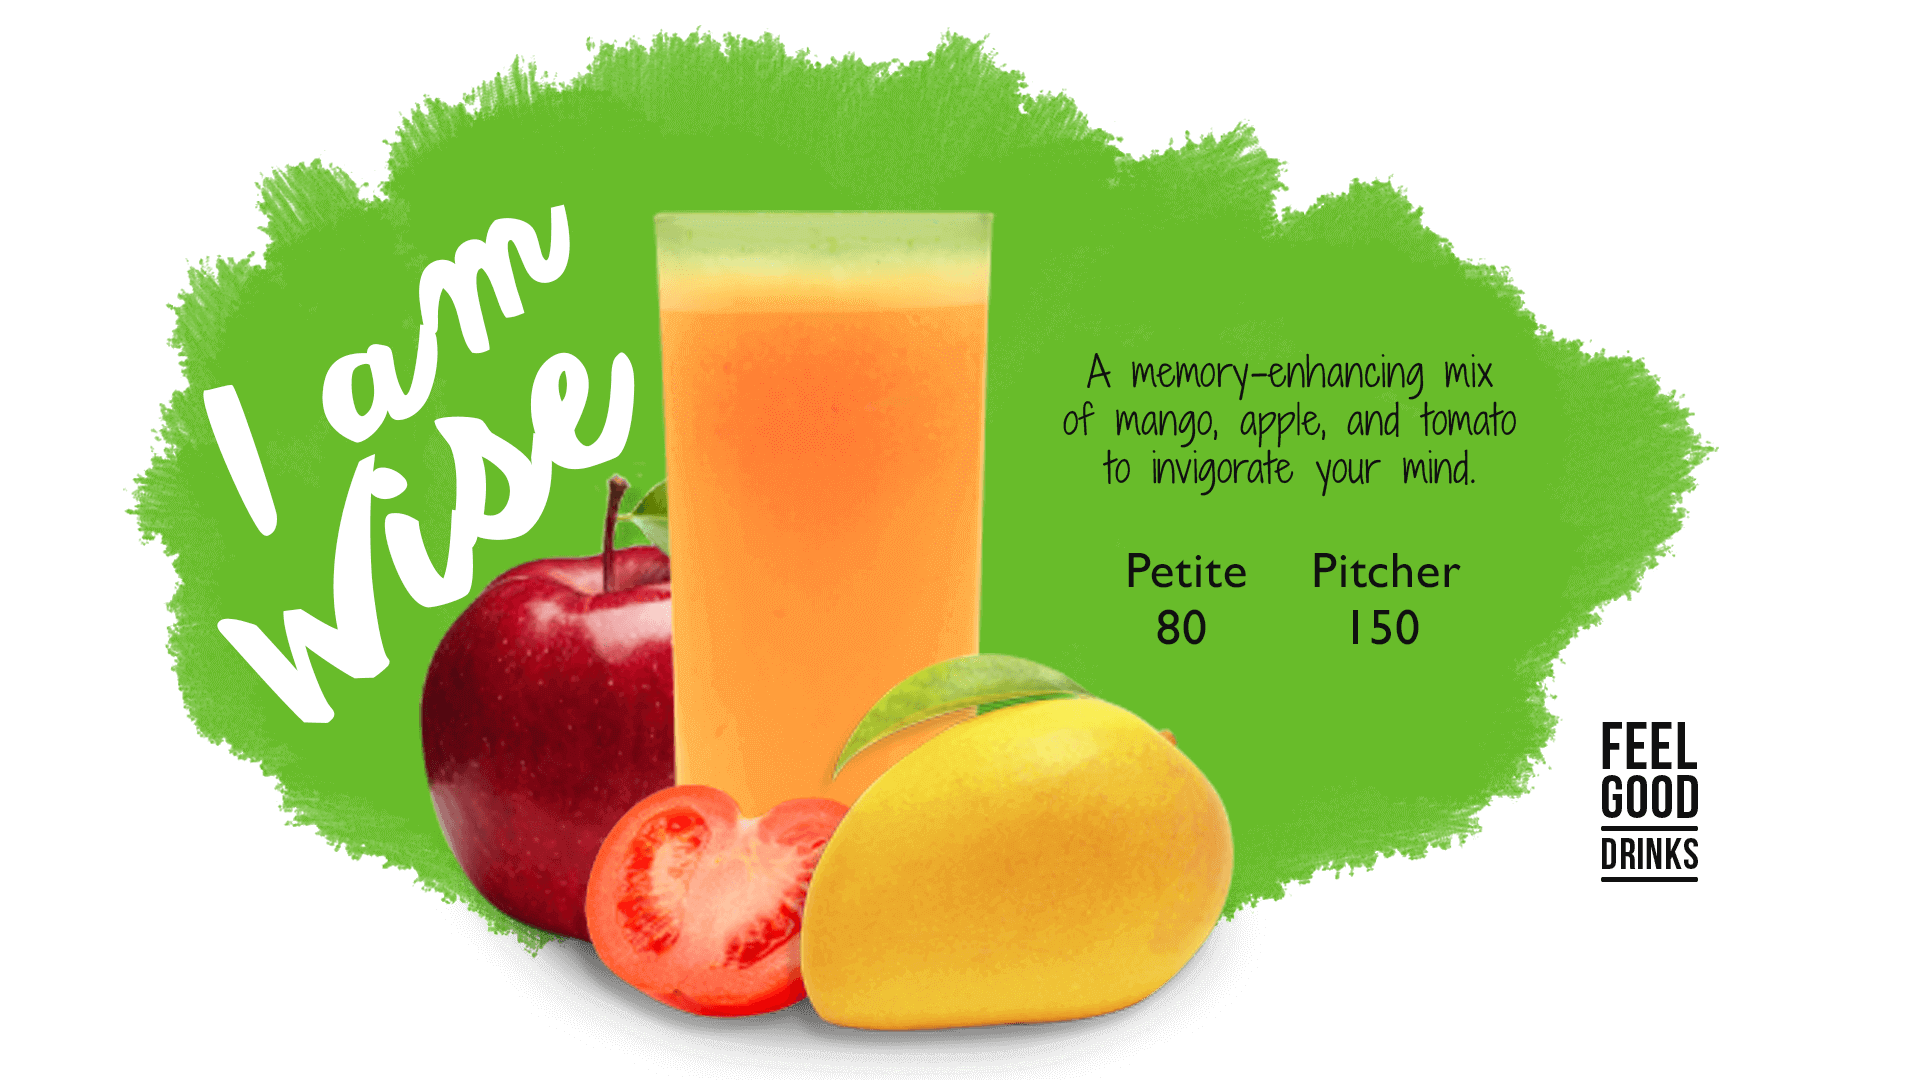 I am
wise
A memory-enhancing mix
of mango, apple, and tomato
to invigorate your mind.
Petite Pitcher
80 150
FEEL
GOOD
DRINKS